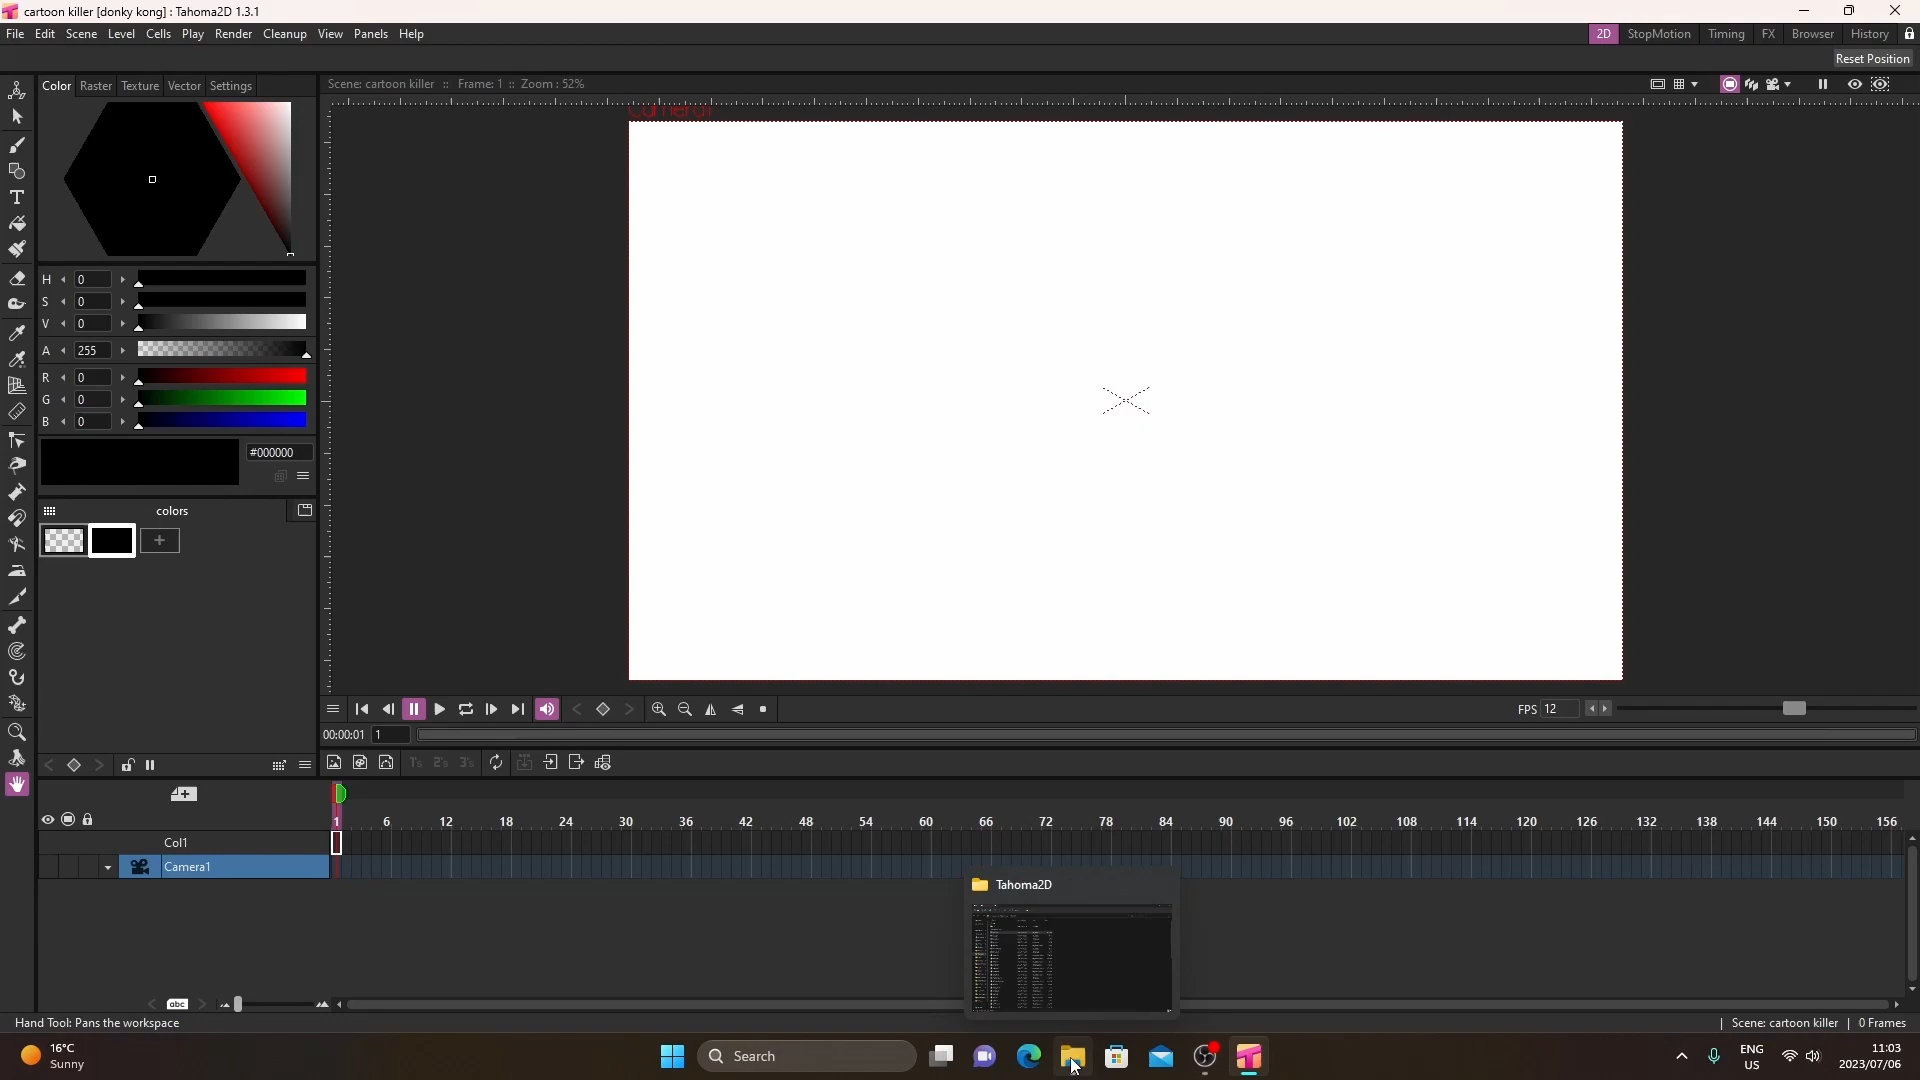 cartoon killer [donky kong] : Tahoma2D 1.3.1
File Edit Scene Level Cells Play Render Cleanup View Panels Help
2D StopMotion Timing FX Browser History
Reset Position
Color Raster Texture Vector Settings
Scene: cartoon killer :: Frame: 1 :: Zoom : 52%
Camera1
H 0
S 0
V 0
A 255
R 0
G 0
B 0
#000000
colors
FPS 12
00:00:01 1
1's 2's 3's
1 6 12 18 24 30 36 42 48 54 60 66 72 78 84 90 96 102 108 114 120 126 132 138 144 150 156
Col1
Camera1
Tahoma2D
abc
Hand Tool: Pans the workspace
Scene: cartoon killer | 0 Frames
16°C
Sunny
Search
ENG
US
11:03
2023/07/06